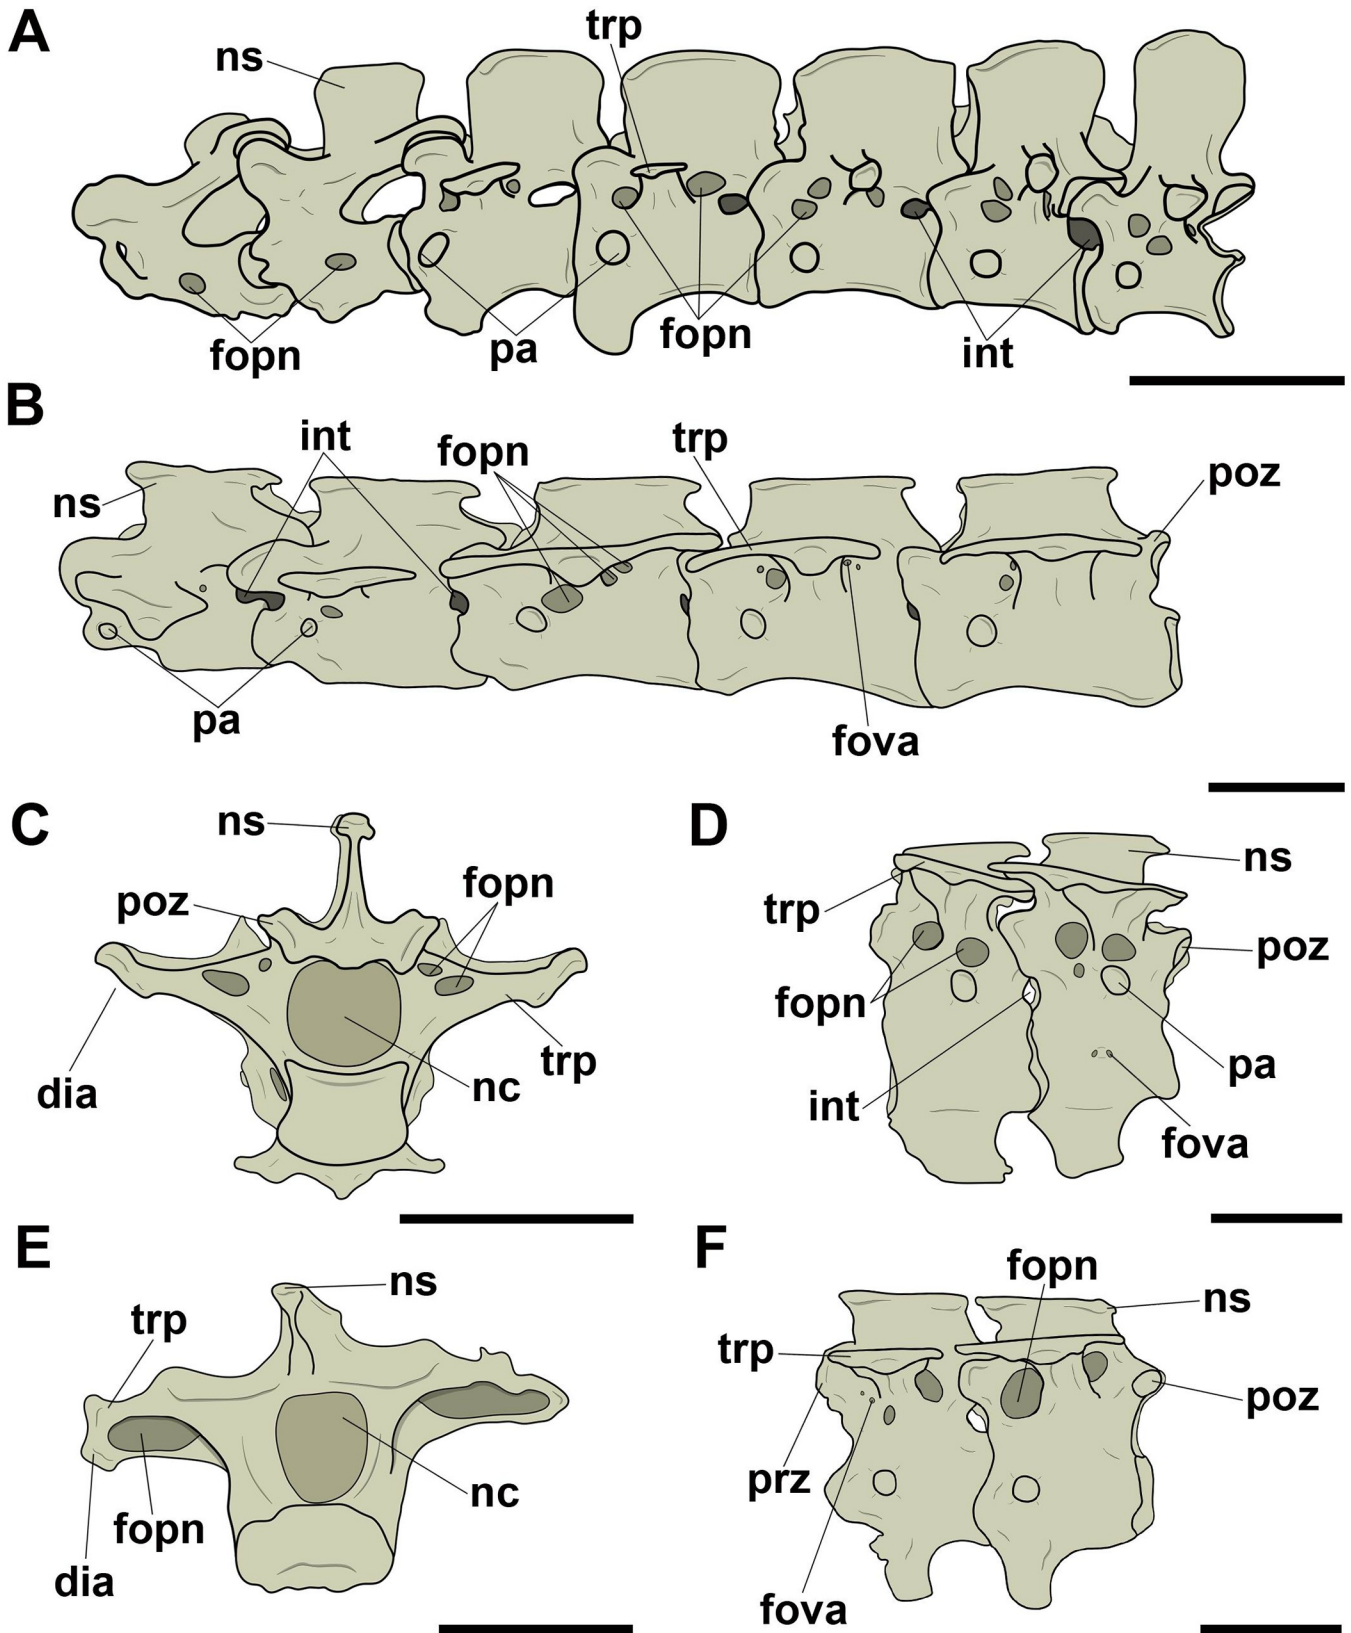 A
trp
ns
fopn
pa
fopn
int
B
int
fopn
trp
poz
ns
pa
fova
C
ns
poz
fopn
dia
nc
trp
D
ns
trp
poz
fopn
int
pa
fova
E
ns
trp
nc
fopn
dia
F
fopn
ns
trp
poz
prz
fova